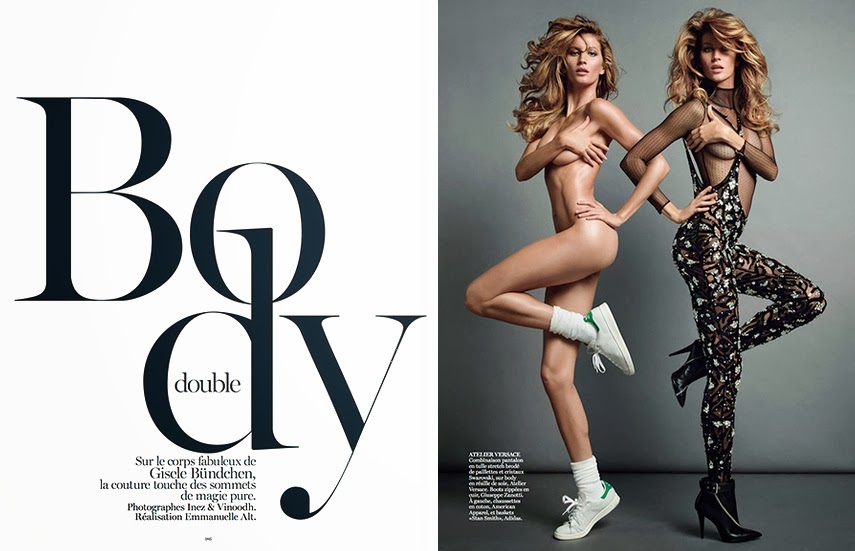 Body
double
Sur le corps fabuleux de
Gisele Bündchen,
la couture touche des sommets
de magie pure.
Photographes Inez & Vinoodh.
Réalisation Emmanuelle Alt.
ATELIER VERSACE
Combinaison pantalon
en tulle stretch brodé
de paillettes et cristaux
Swarovski, sur body
en résille de soie, Atelier
Versace. Boots zippées en
cuir, Giuseppe Zanotti.
À gauche, chaussettes
en coton, American
Apparel, et baskets
«Stan Smith», Adidas.